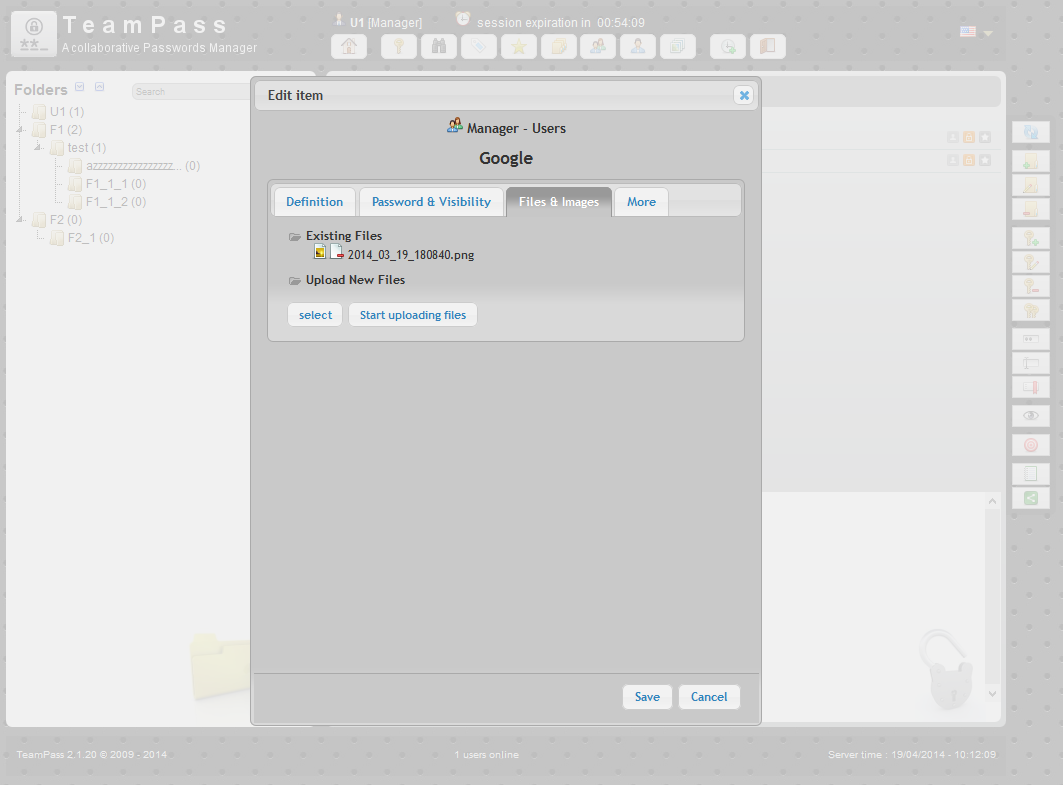 TeamPass
A collaborative Passwords Manager
U1 [Manager]
session expiration in 00:54:09
Folders
Search
U1 (1)
F1 (2)
test (1)
azzzzzzzzzzzzzzzzz... (0)
F1_1_1 (0)
F1_1_2 (0)
F2 (0)
F2_1 (0)
Edit item
Manager - Users
Google
Definition
Password & Visibility
Files & Images
More
Existing Files
2014_03_19_180840.png
Upload New Files
select
Start uploading files
Save
Cancel
TeamPass 2.1.20 © 2009 - 2014
1 users online
Server time : 19/04/2014 - 10:12:09